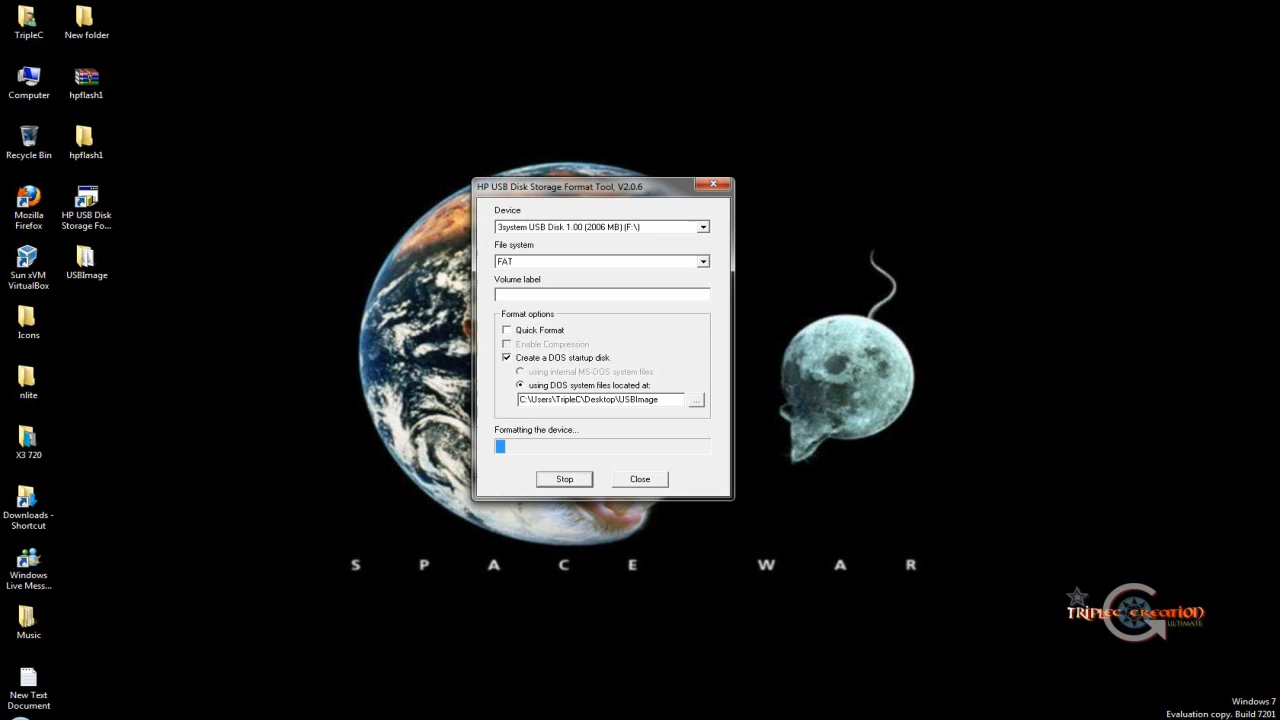 TripleC
New folder
Computer
hpflash1
Recycle Bin
hpflash1
Mozilla
Firefox
HP USB Disk
Storage Fo...
Sun xVM
VirtualBox
USBImage
Icons
nlite
X3 720
Downloads -
Shortcut
Windows
Live Mess...
Music
New Text
Document
HP USB Disk Storage Format Tool, V2.0.6
Device
3system USB Disk 1.00 (2006 MB) (F:\)
File system
FAT
Volume label
Format options
Quick Format
Enable Compression
Create a DOS startup disk
using internal MS-DOS system files
using DOS system files located at:
C:\Users\TripleC\Desktop\USBImage
...
Formatting the device...
Stop
Close
S P A C E W A R
TRIPLEC CREATION
ULTIMATE
Windows 7
Evaluation copy. Build 7201